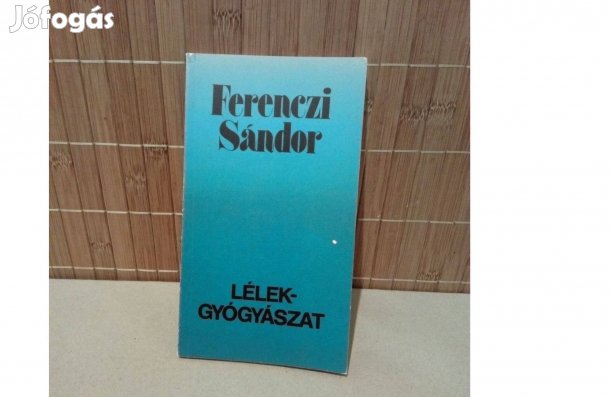 Jófogás
Ferenczi
Sándor
LÉLEK-
GYÓGYÁSZAT